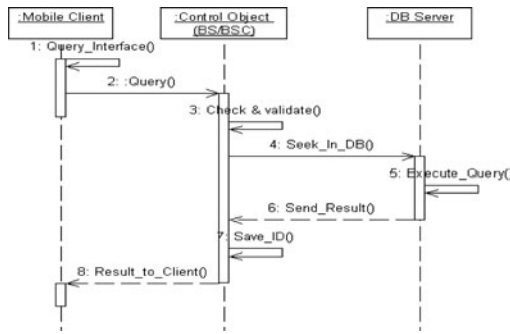 :Mobile Client
:Control Object
(BS/BSC)
:DB Server
1: Query_Interface()
2: :Query()
3: Check & validate()
4: Seek_In_DB()
5: Execute_Query()
6: Send_Result()
7: Save_ID()
8: Result_to_Client()